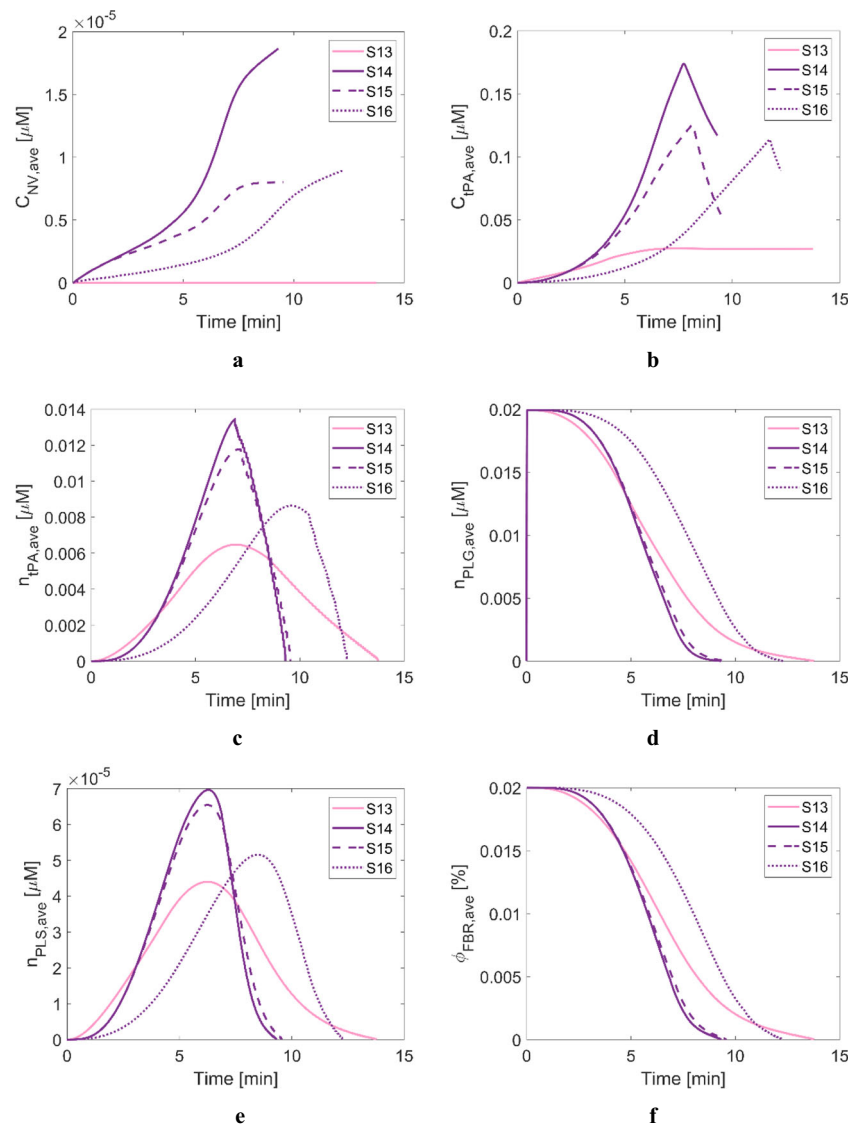 × 10⁻⁵
2
1.5
1
0.5
0
C_NV,ave [µM]
0 5 10 15
Time [min]
S13
S14
S15
S16
a
0.2
0.15
0.1
0.05
0
C_tPA,ave [µM]
0 5 10 15
Time [min]
S13
S14
S15
S16
b
0.014
0.012
0.01
0.008
0.006
0.004
0.002
0
n_tPA,ave [µM]
0 5 10 15
Time [min]
S13
S14
S15
S16
c
0.02
0.015
0.01
0.005
0
n_PLG,ave [µM]
0 5 10 15
Time [min]
S13
S14
S15
S16
d
× 10⁻⁵
7
6
5
4
3
2
1
0
n_PLS,ave [µM]
0 5 10 15
Time [min]
S13
S14
S15
S16
e
0.02
0.015
0.01
0.005
0
ϕ_FBR,ave [%]
0 5 10 15
Time [min]
S13
S14
S15
S16
f